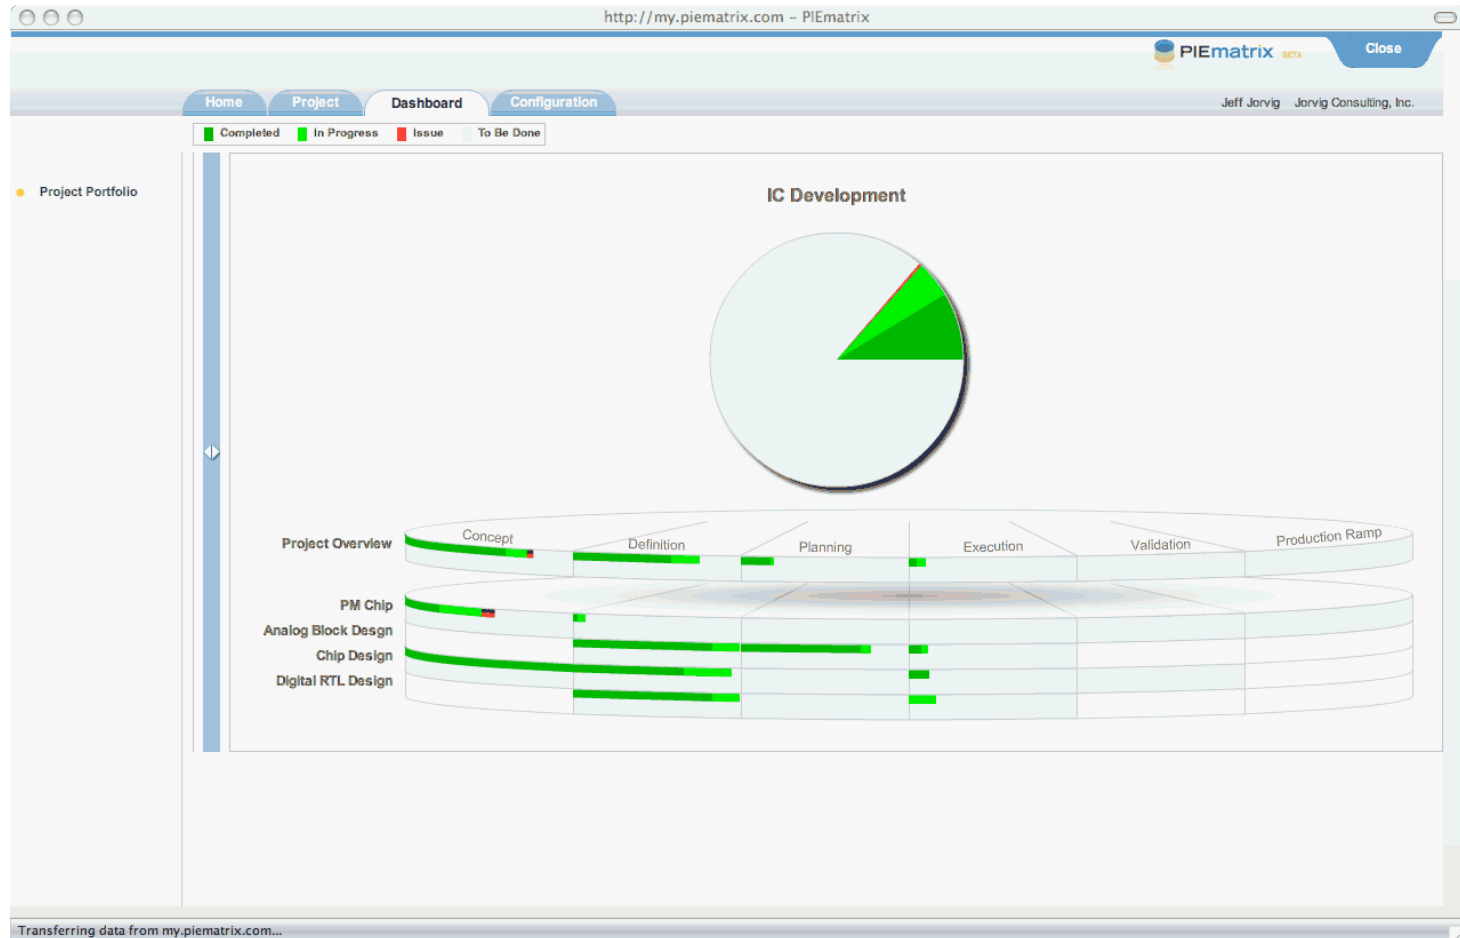 http://my.piematrix.com – PIEmatrix
PIEmatrix BETA
Close
Home Project Dashboard Configuration
Jeff Jorvig Jorvig Consulting, Inc.
Completed In Progress Issue To Be Done
Project Portfolio
IC Development
Project Overview
Concept Definition Planning Execution Validation Production Ramp
PM Chip
Analog Block Desgn
Chip Design
Digital RTL Design
Transferring data from my.piematrix.com...